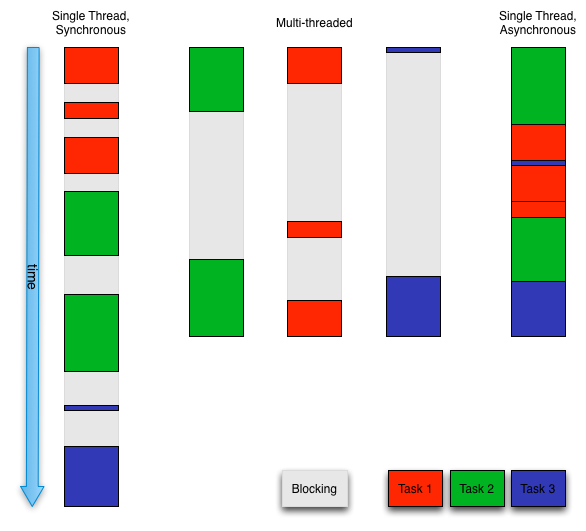 Single Thread,
Synchronous
Multi-threaded
Single Thread,
Asynchronous
time
Blocking
Task 1
Task 2
Task 3